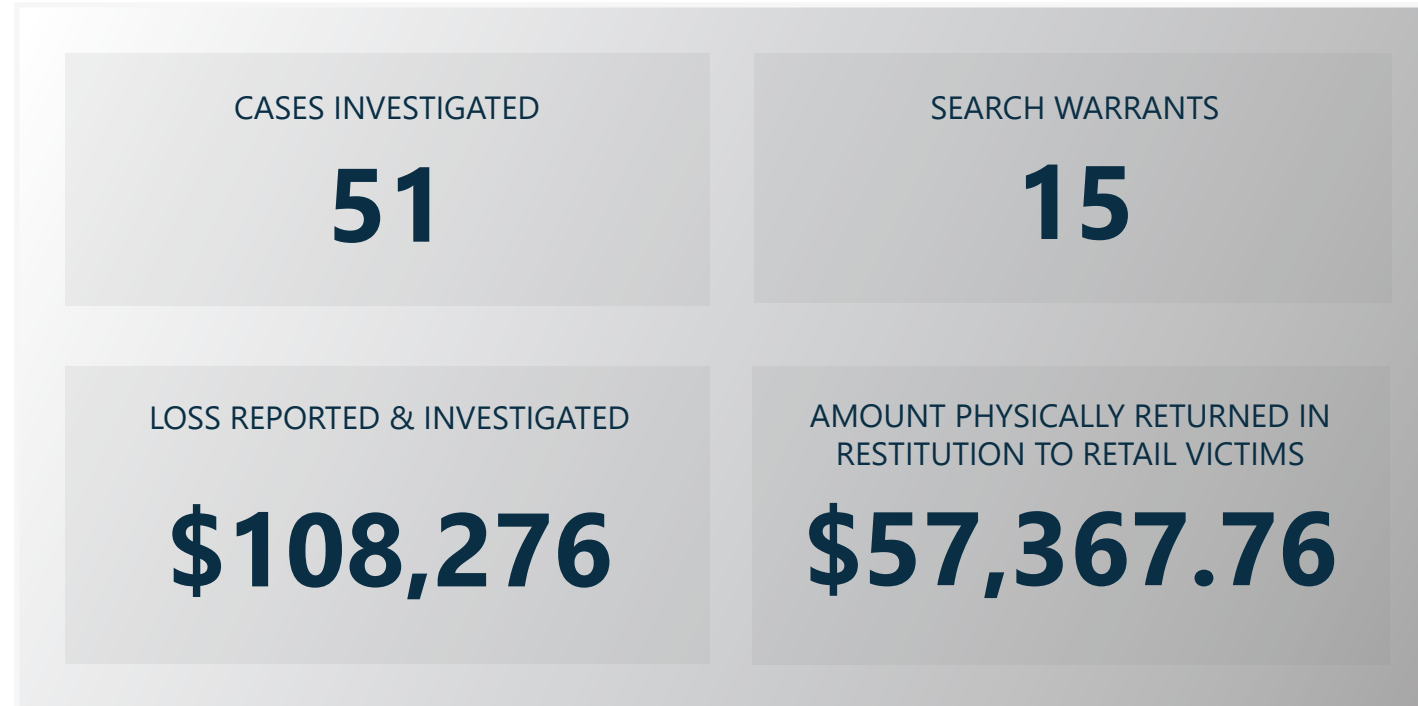 CASES INVESTIGATED
51
SEARCH WARRANTS
15
LOSS REPORTED & INVESTIGATED
$108,276
AMOUNT PHYSICALLY RETURNED IN
RESTITUTION TO RETAIL VICTIMS
$57,367.76